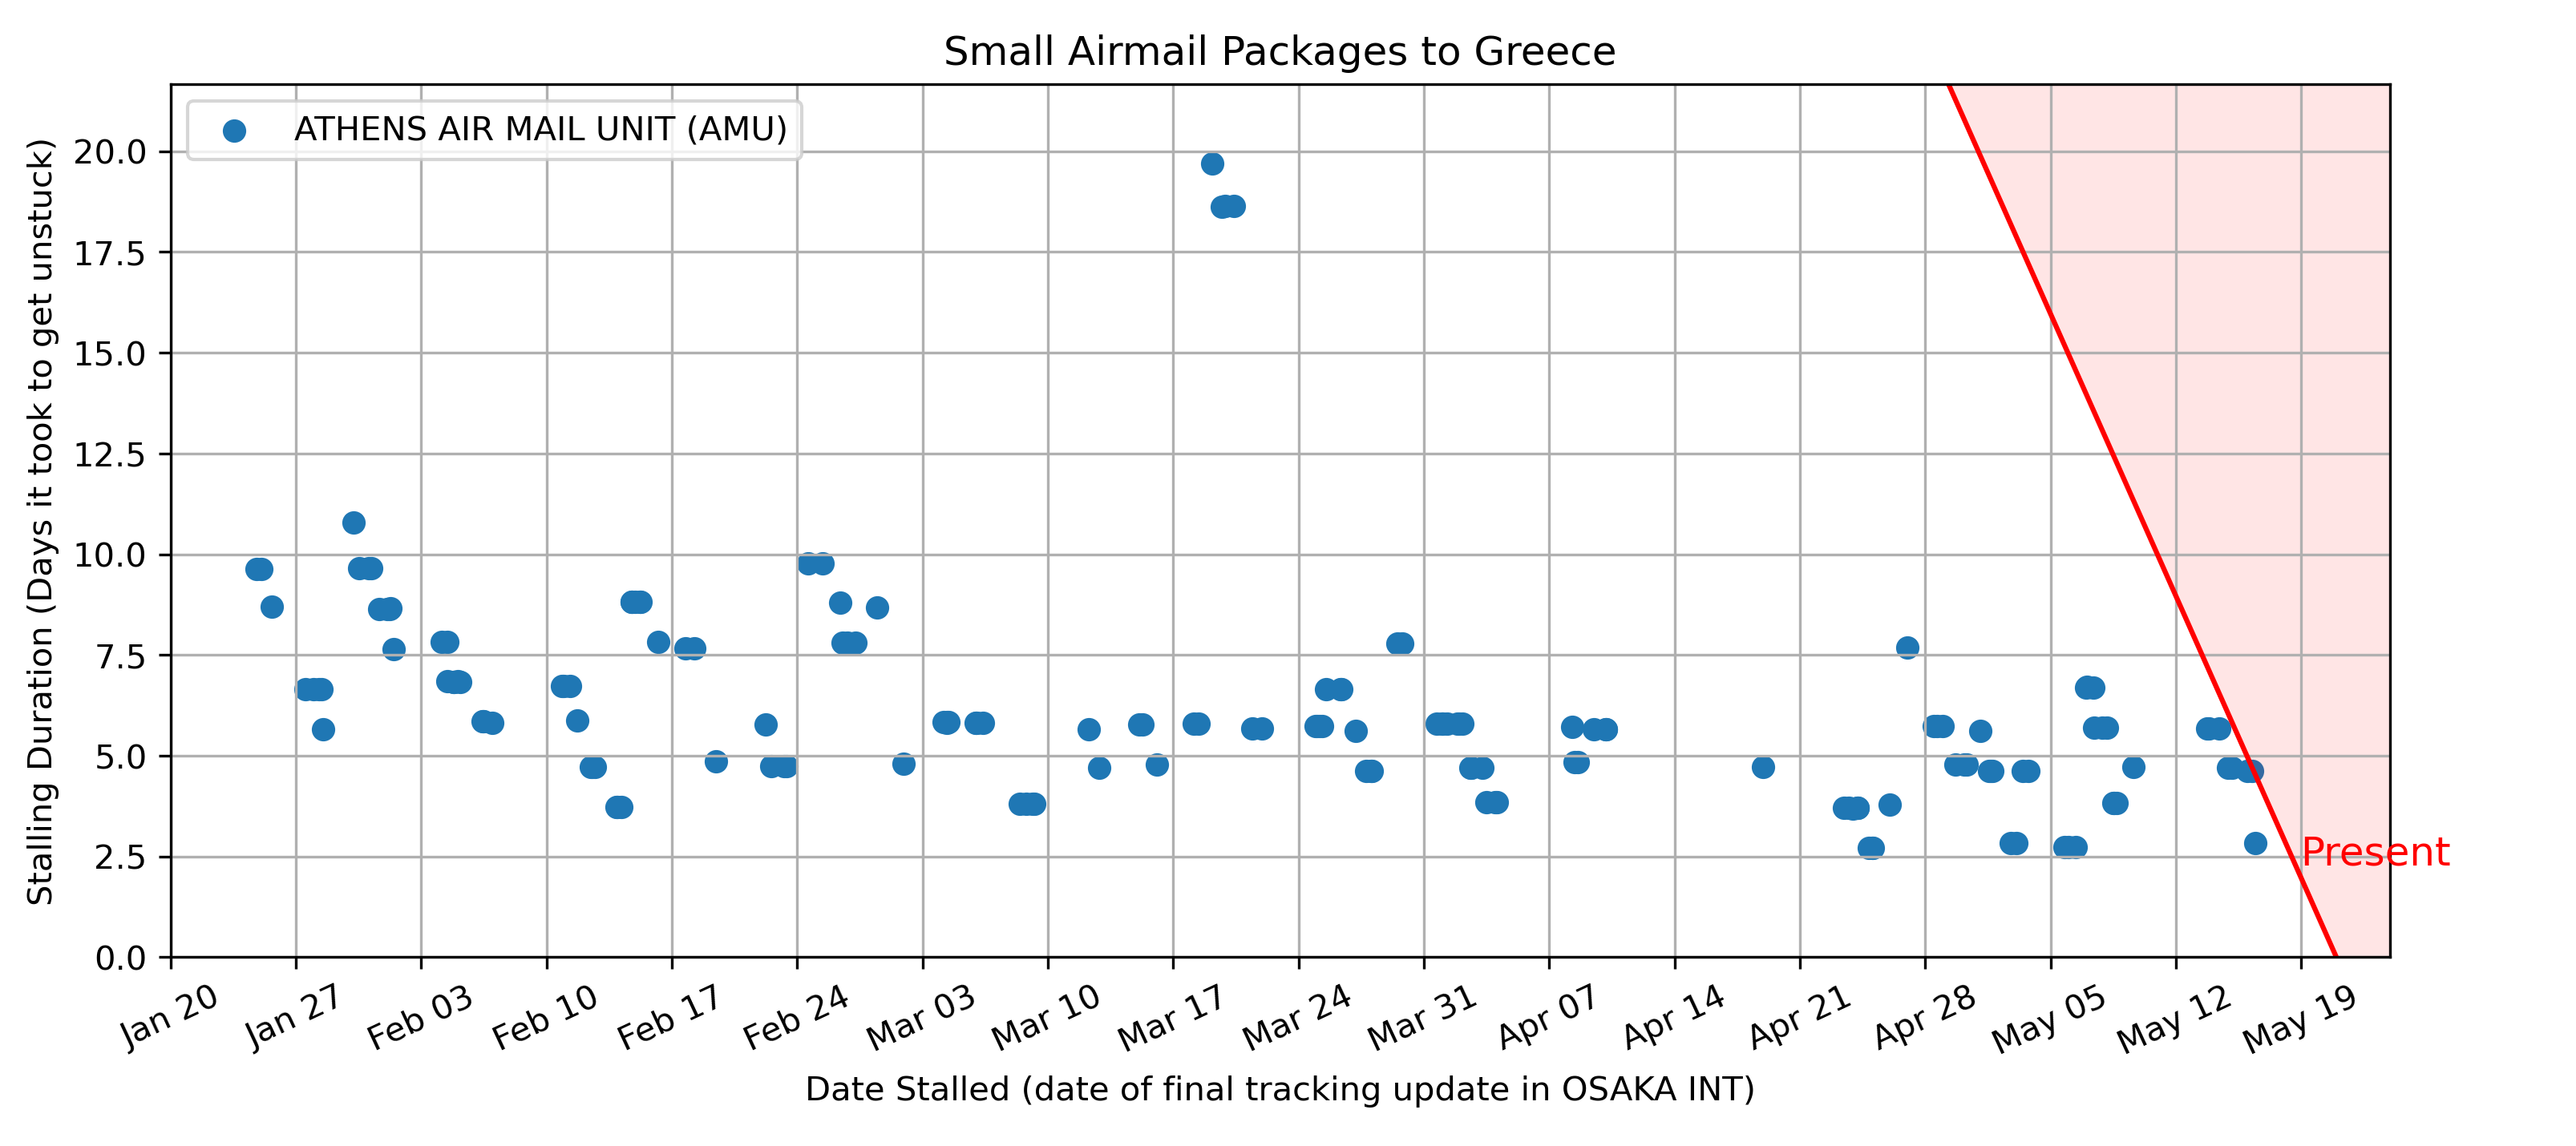 Small Airmail Packages to Greece
ATHENS AIR MAIL UNIT (AMU)
Stalling Duration (Days it took to get unstuck)
20.0
17.5
15.0
12.5
10.0
7.5
5.0
2.5
0.0
Present
Jan 20 Jan 27 Feb 03 Feb 10 Feb 17 Feb 24 Mar 03 Mar 10 Mar 17 Mar 24 Mar 31 Apr 07 Apr 14 Apr 21 Apr 28 May 05 May 12 May 19
Date Stalled (date of final tracking update in OSAKA INT)